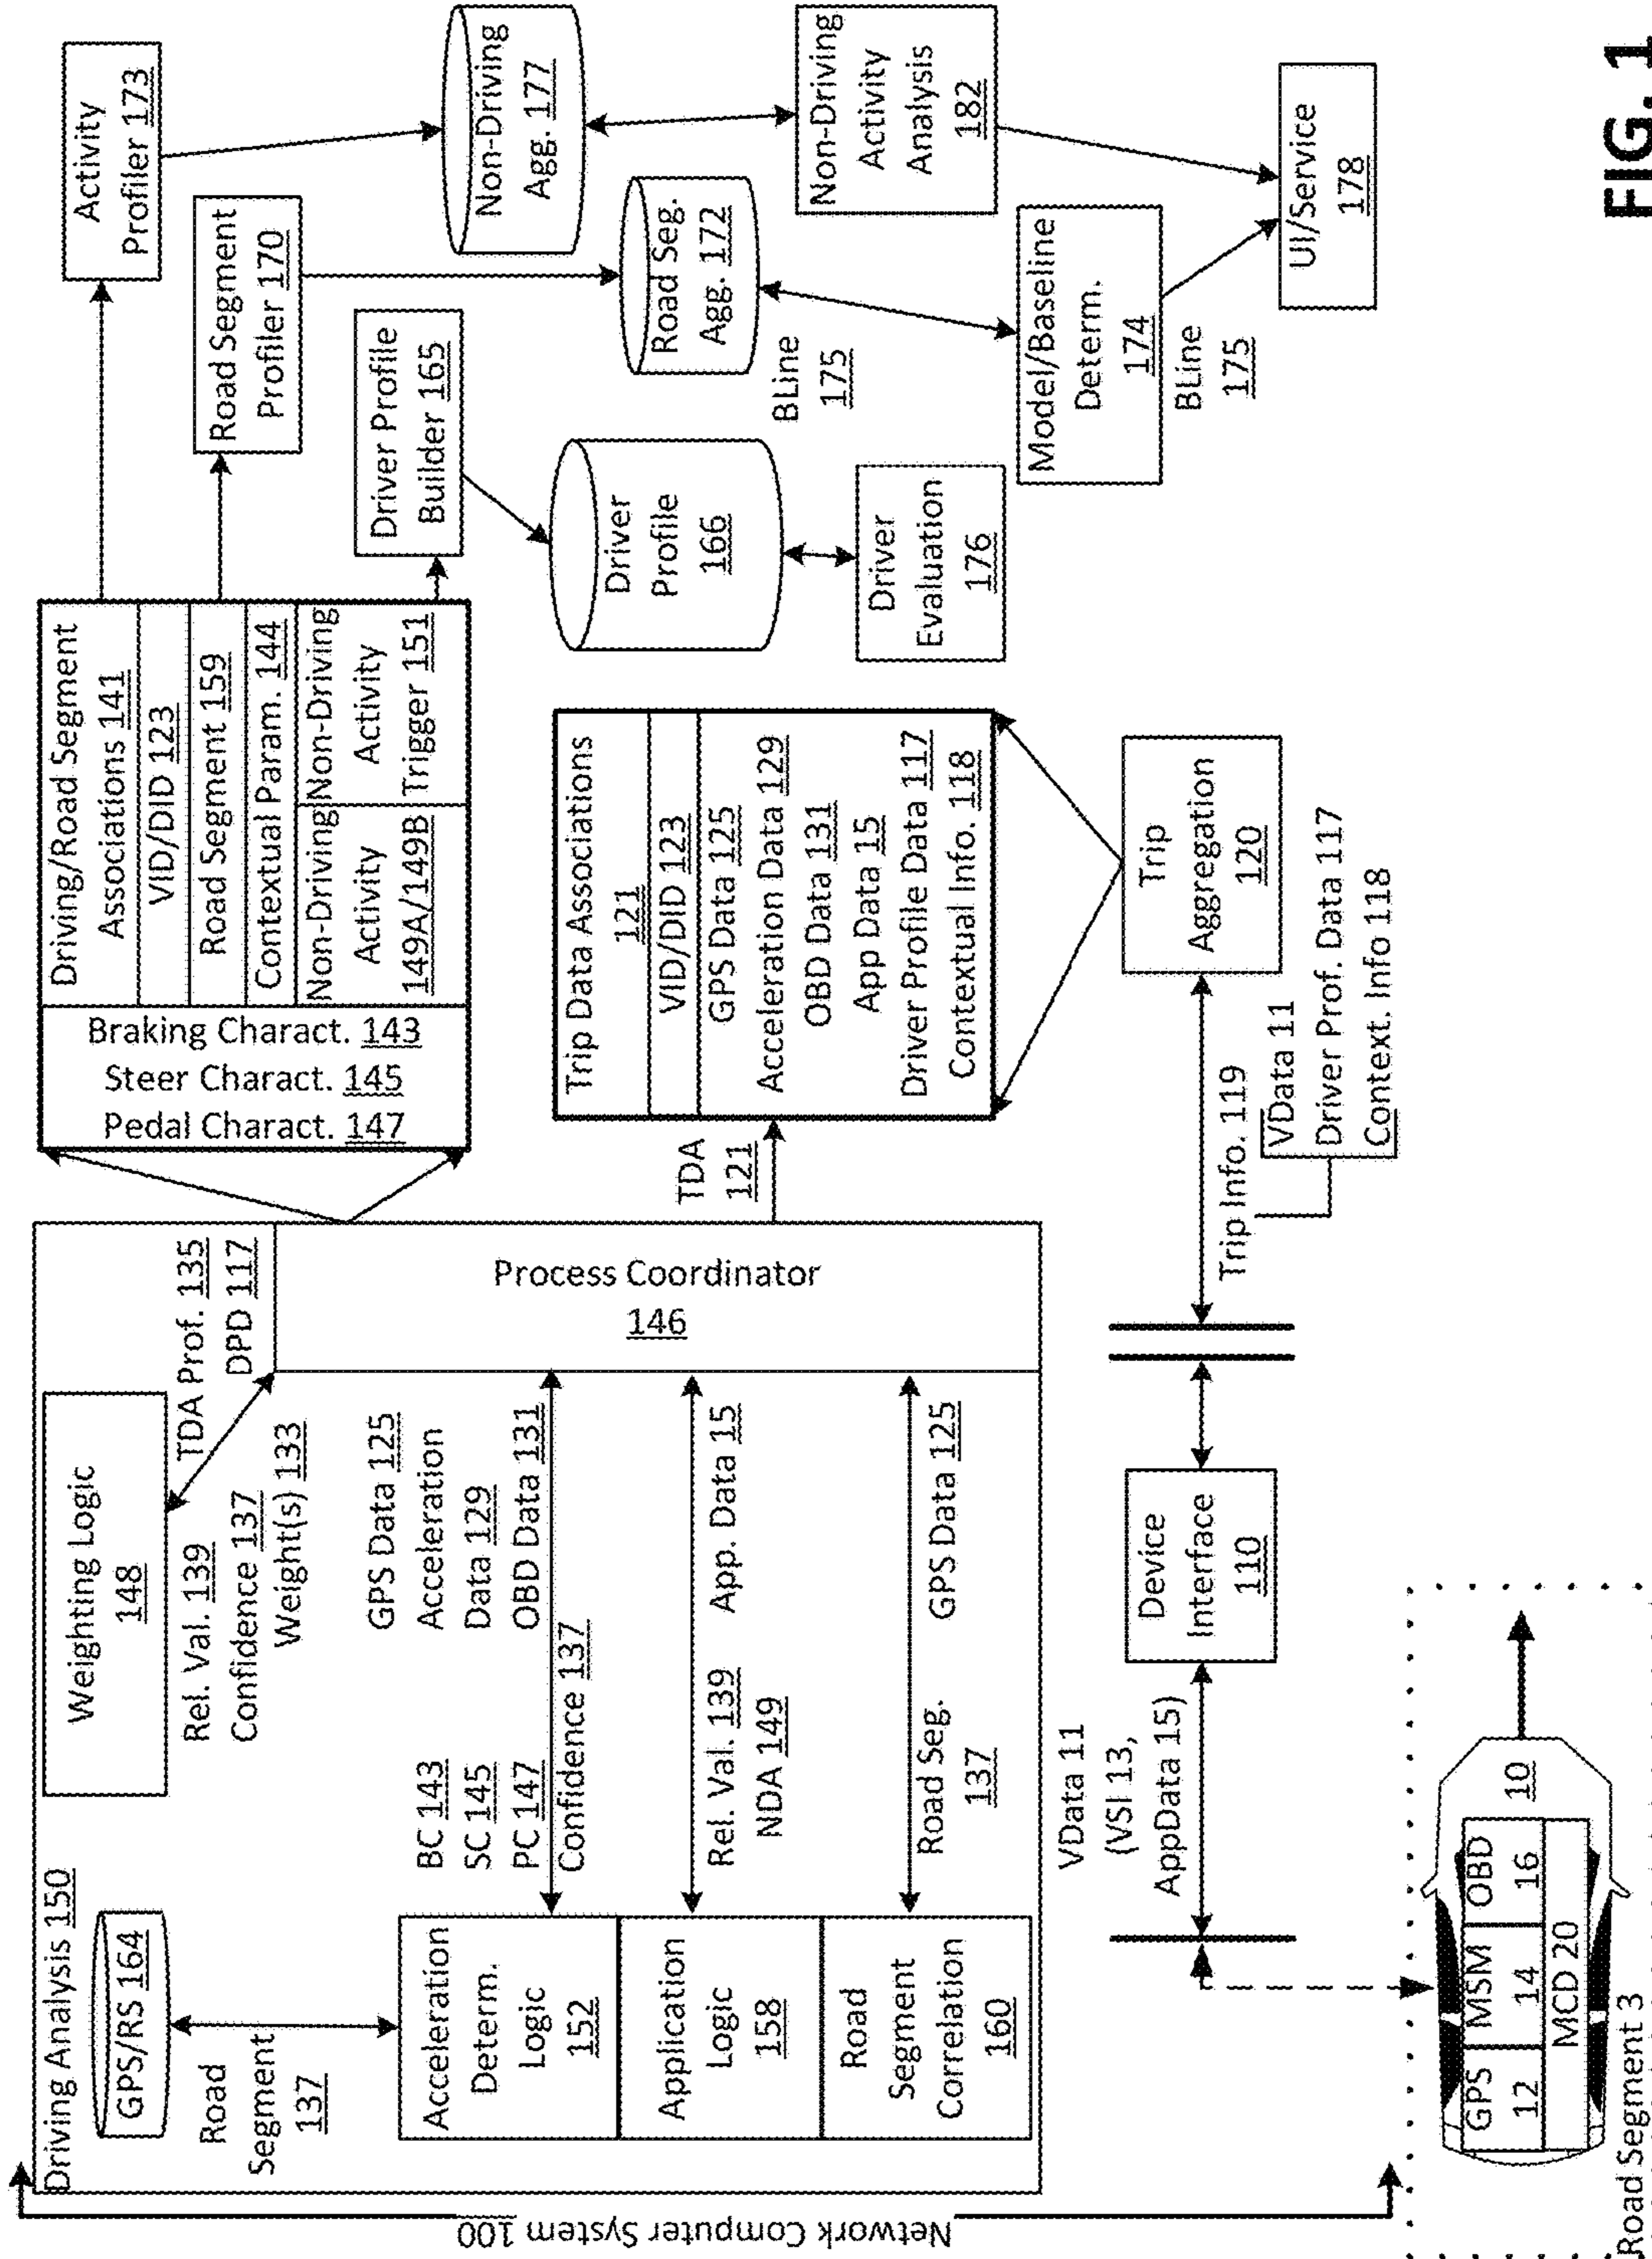 Network Computer System 100
Driving Analysis 150
GPS/RS 164
Road
Segment
137
Acceleration
Determ.
Logic
152
Application
Logic
158
Road
Segment
Correlation
160
Weighting Logic
148
TDA Prof. 135
DPD 117
Rel. Val. 139
Confidence 137
Weight(s) 133
BC 143
SC 145
PC 147
Confidence 137
GPS Data 125
Acceleration
Data 129
OBD Data 131
Rel. Val. 139
NDA 149
App. Data 15
Road Seg.
137
GPS Data 125
Process Coordinator
146
Braking Charact. 143
Steer Charact. 145
Pedal Charact. 147
Driving/Road Segment
Associations 141
VID/DID 123
Road Segment 159
Contextual Param. 144
Non-Driving
Activity
149A/149B
Non-Driving
Activity
Trigger 151
Activity
Profiler 173
Road Segment
Profiler 170
Driver Profile
Builder 165
Non-Driving
Agg. 177
Road Seg.
Agg. 172
Driver
Profile
166
BLine
175
Non-Driving
Activity
Analysis
182
Driver
Evaluation
176
Model/Baseline
Determ.
174
BLine
175
UI/Service
178
TDA
121
Trip Data Associations
121
VID/DID 123
GPS Data 125
Acceleration Data 129
OBD Data 131
App Data 15
Driver Profile Data 117
Contextual Info. 118
Trip
Aggregation
120
Trip Info. 119
VData 11
Driver Prof. Data 117
Context. Info 118
Device
Interface
110
VData 11
(VSI 13,
AppData 15)
GPS
12
MSM
14
OBD
16
MCD 20
10
Road Segment 3
FIG. 1